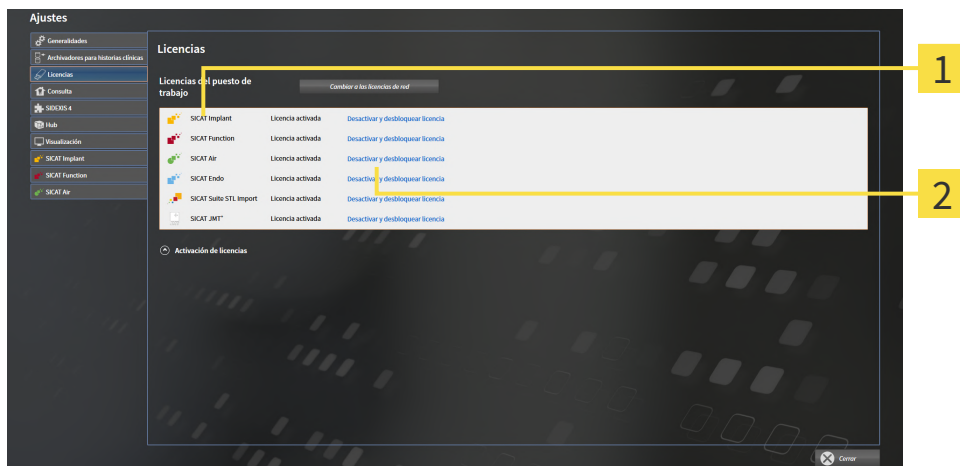 Ajustes
Generalidades
Archivadores para historias clínicas
Licencias
Consulta
SIDEXIS 4
Hub
Visualización
SICAT Implant
SICAT Function
SICAT Air
Licencias
Licencias del puesto de
trabajo
Cambiar a las licencias de red
SICAT Implant Licencia activada Desactivar y desbloquear licencia
SICAT Function Licencia activada Desactivar y desbloquear licencia
SICAT Air Licencia activada Desactivar y desbloquear licencia
SICAT Endo Licencia activada Desactivar y desbloquear licencia
SICAT Suite STL Import Licencia activada Desactivar y desbloquear licencia
SICAT JMT+ Licencia activada Desactivar y desbloquear licencia
Activación de licencias
Cerrar
1
2